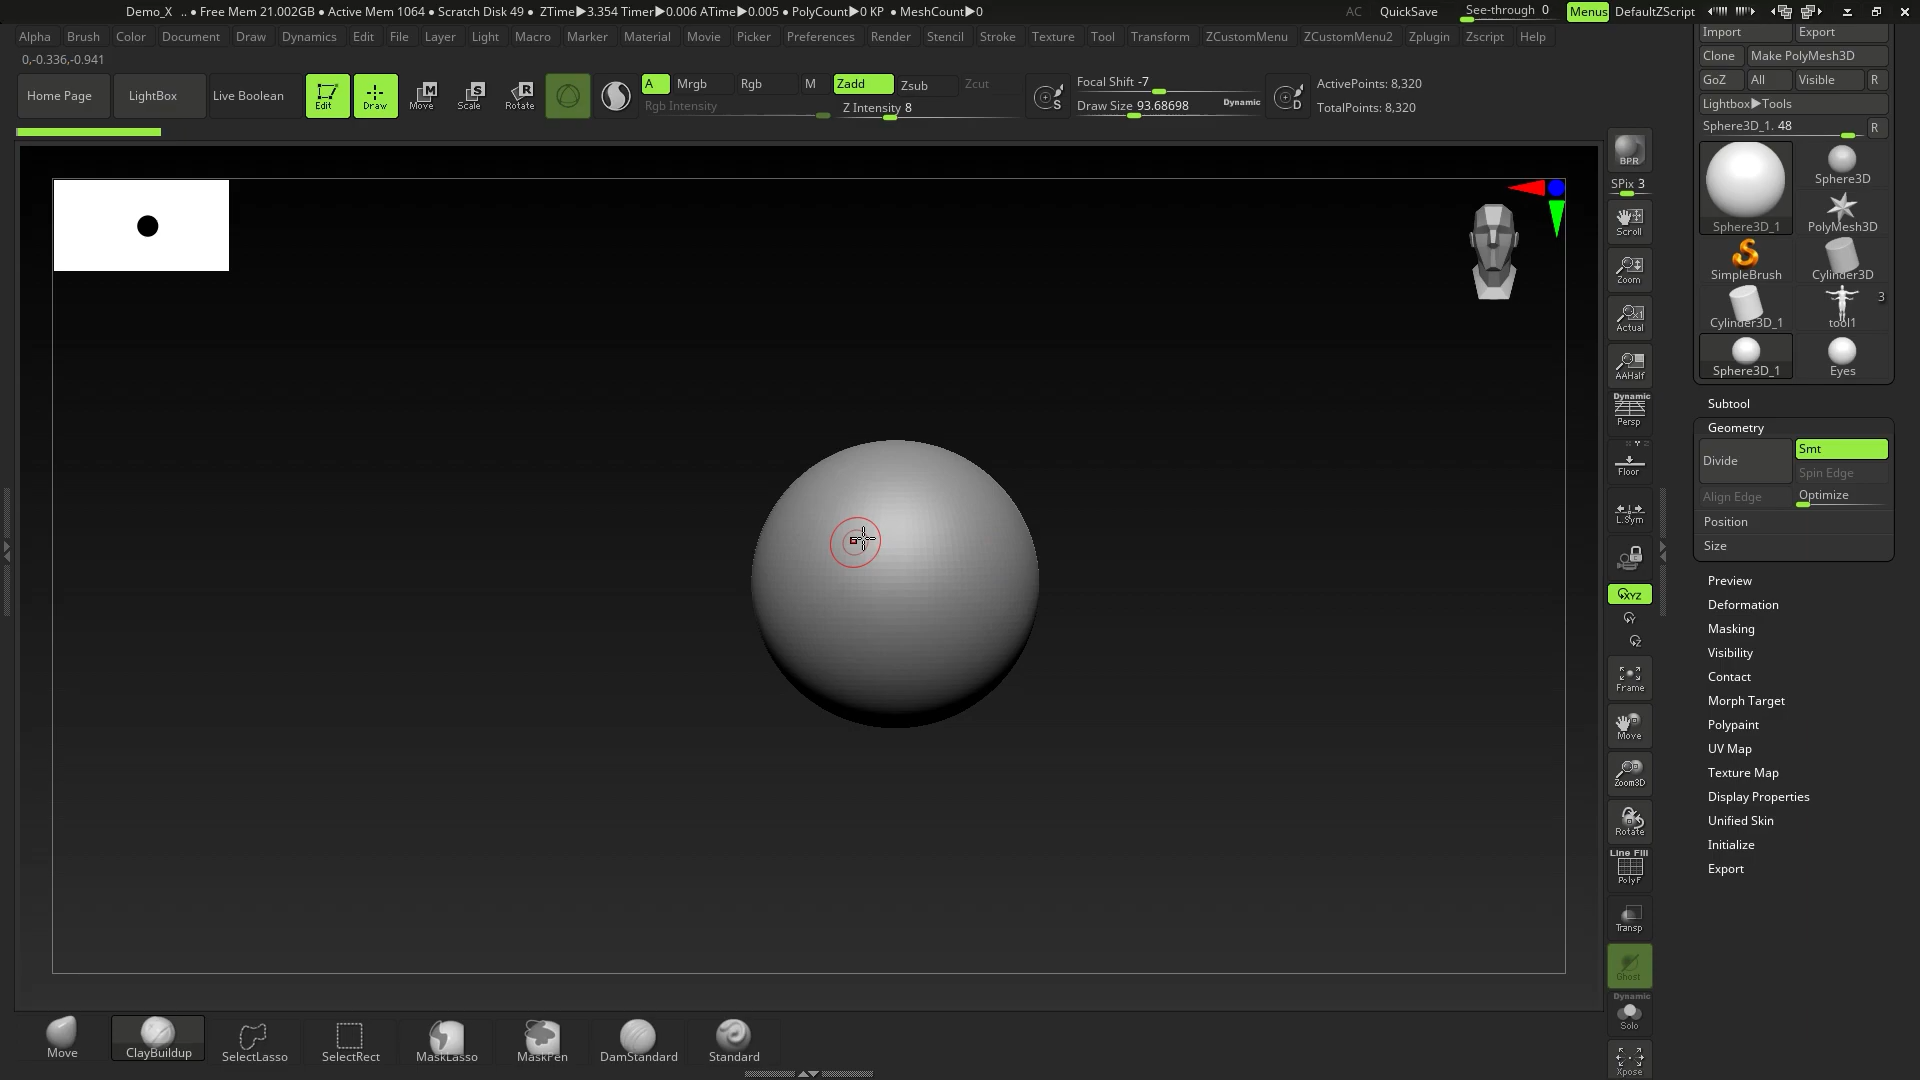 Demo_X .. ● Free Mem 21.002GB ● Active Mem 1064 ● Scratch Disk 49 ● ZTime▶3.354 Timer▶0.006 ATime▶0.005 ● PolyCount▶0 KP ● MeshCount▶0 AC QuickSave See-through 0 Menus DefaultZScript
Alpha Brush Color Document Draw Dynamics Edit File Layer Light Macro Marker Material Movie Picker Preferences Render Stencil Stroke Texture Tool Transform ZCustomMenu ZCustomMenu2 Zplugin Zscript Help
0,-0.336,-0.941
Home Page LightBox Live Boolean Edit Draw Move Scale Rotate
M S R
A Mrgb Rgb M Zadd Zsub Zcut
Rgb Intensity Z Intensity 8
S Focal Shift -7
Draw Size 93.68698 Dynamic D
ActivePoints: 8,320
TotalPoints: 8,320
Import Export
Clone Make PolyMesh3D
GoZ All Visible R
Lightbox▶Tools
Sphere3D_1. 48 R
Sphere3D_1 Sphere3D
PolyMesh3D
SimpleBrush Cylinder3D
Cylinder3D_1 tool1 3
Sphere3D_1 Eyes
Subtool
Geometry
Divide Smt
Spin Edge
Align Edge Optimize
Position
Size
Preview
Deformation
Masking
Visibility
Contact
Morph Target
Polypaint
UV Map
Texture Map
Display Properties
Unified Skin
Initialize
Export
BPR
SPix 3
Scroll
Zoom
Actual
AAHalf
Dynamic
Persp
Floor
L.Sym
XYZ
Y
Z
Frame
Move
Zoom3D
Rotate
Line Fill
PolyF
Transp
Ghost
Dynamic
Solo
Xpose
Move ClayBuildup SelectLasso SelectRect MaskLasso MaskPen DamStandard Standard